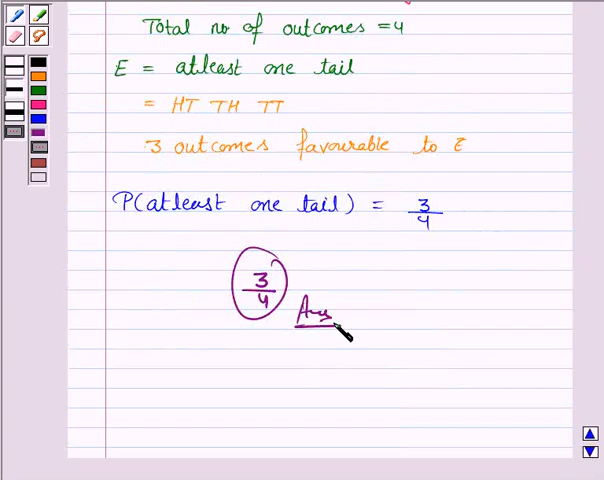 Total no of outcomes = 4
E = atleast one tail
= HT TH TT
3 outcomes favourable to E
P(atleast one tail) = 3/4
3/4
Ans